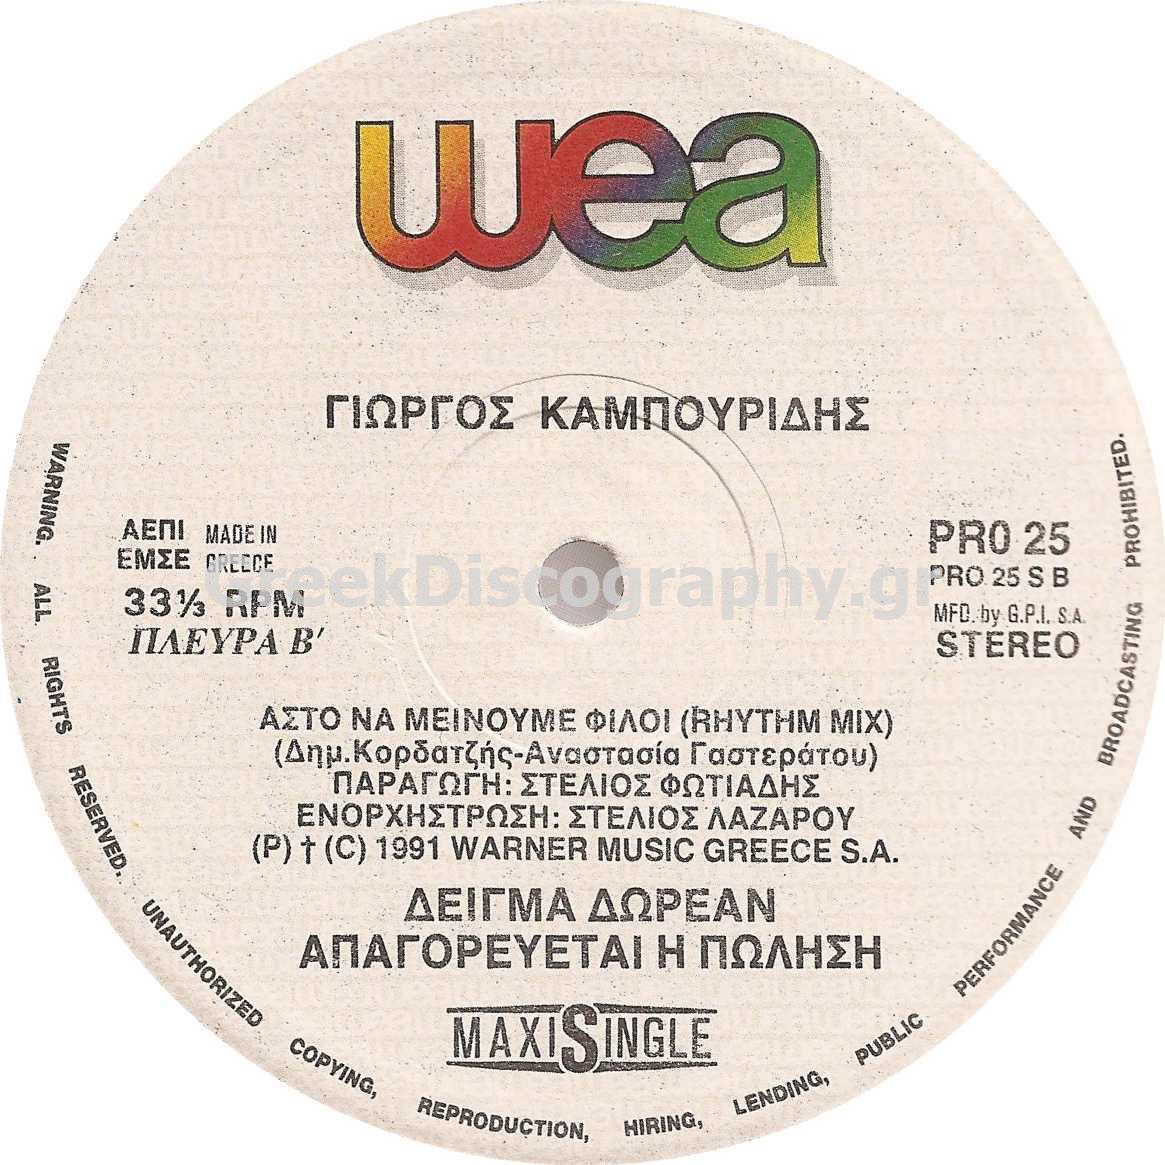 wea
ΓΙΩΡΓΟΣ ΚΑΜΠΟΥΡΙΔΗΣ
ΑΕΠΙ MADE IN
ΕΜΣΕ GREECE
33⅓ RPM
ΠΛΕΥΡΑ Β'
PRO 25
PRO 25 S B
MFD. by G.P.I. S.A.
STEREO
GreekDiscography.gr
ΑΣΤΟ ΝΑ ΜΕΙΝΟΥΜΕ ΦΙΛΟΙ (RHYTHM MIX)
(Δημ.Κορδατζής-Αναστασία Γαστεράτου)
ΠΑΡΑΓΩΓΗ: ΣΤΕΛΙΟΣ ΦΩΤΙΑΔΗΣ
ΕΝΟΡΧΗΣΤΡΩΣΗ: ΣΤΕΛΙΟΣ ΛΑΖΑΡΟΥ
(P) † (C) 1991 WARNER MUSIC GREECE S.A.
ΔΕΙΓΜΑ ΔΩΡΕΑΝ
ΑΠΑΓΟΡΕΥΕΤΑΙ Η ΠΩΛΗΣΗ
MAXI SINGLE
WARNING. ALL RIGHTS RESERVED. UNAUTHORIZED COPYING, REPRODUCTION, HIRING, LENDING, PUBLIC PERFORMANCE AND BROADCASTING PROHIBITED.